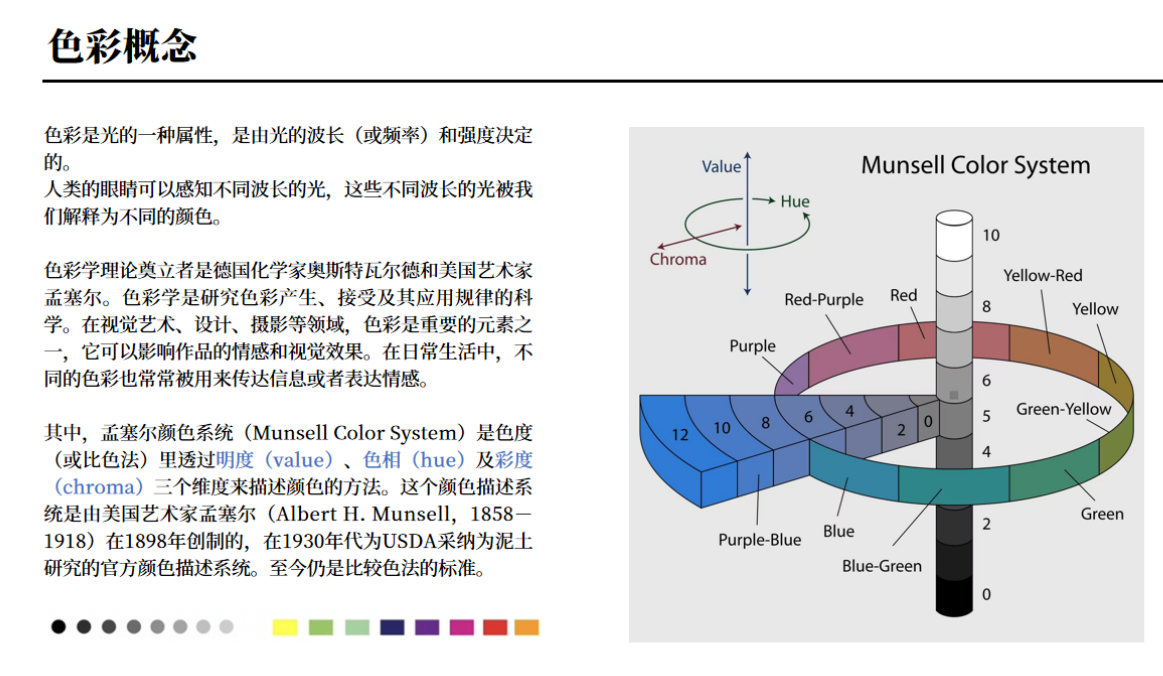 色彩概念
色彩是光的一种属性，是由光的波长（或频率）和强度决定
的。
人类的眼睛可以感知不同波长的光，这些不同波长的光被我
们解释为不同的颜色。
色彩学理论奠立者是德国化学家奥斯特瓦尔德和美国艺术家
孟塞尔。色彩学是研究色彩产生、接受及其应用规律的科
学。在视觉艺术、设计、摄影等领域，色彩是重要的元素之
一，它可以影响作品的情感和视觉效果。在日常生活中，不
同的色彩也常常被用来传达信息或者表达情感。
其中，孟塞尔颜色系统（Munsell Color System）是色度
（或比色法）里透过明度（value）、色相（hue）及彩度
（chroma）三个维度来描述颜色的方法。这个颜色描述系
统是由美国艺术家孟塞尔（Albert H. Munsell，1858－
1918）在1898年创制的，在1930年代为USDA采纳为泥土
研究的官方颜色描述系统。至今仍是比较色法的标准。
Munsell Color System
Value
Hue
Chroma
10
Yellow-Red
Red-Purple
Red
8
Yellow
Purple
6
Green-Yellow
5
12
10
8
6
4
2
0
4
Green
2
Purple-Blue
Blue
Blue-Green
0